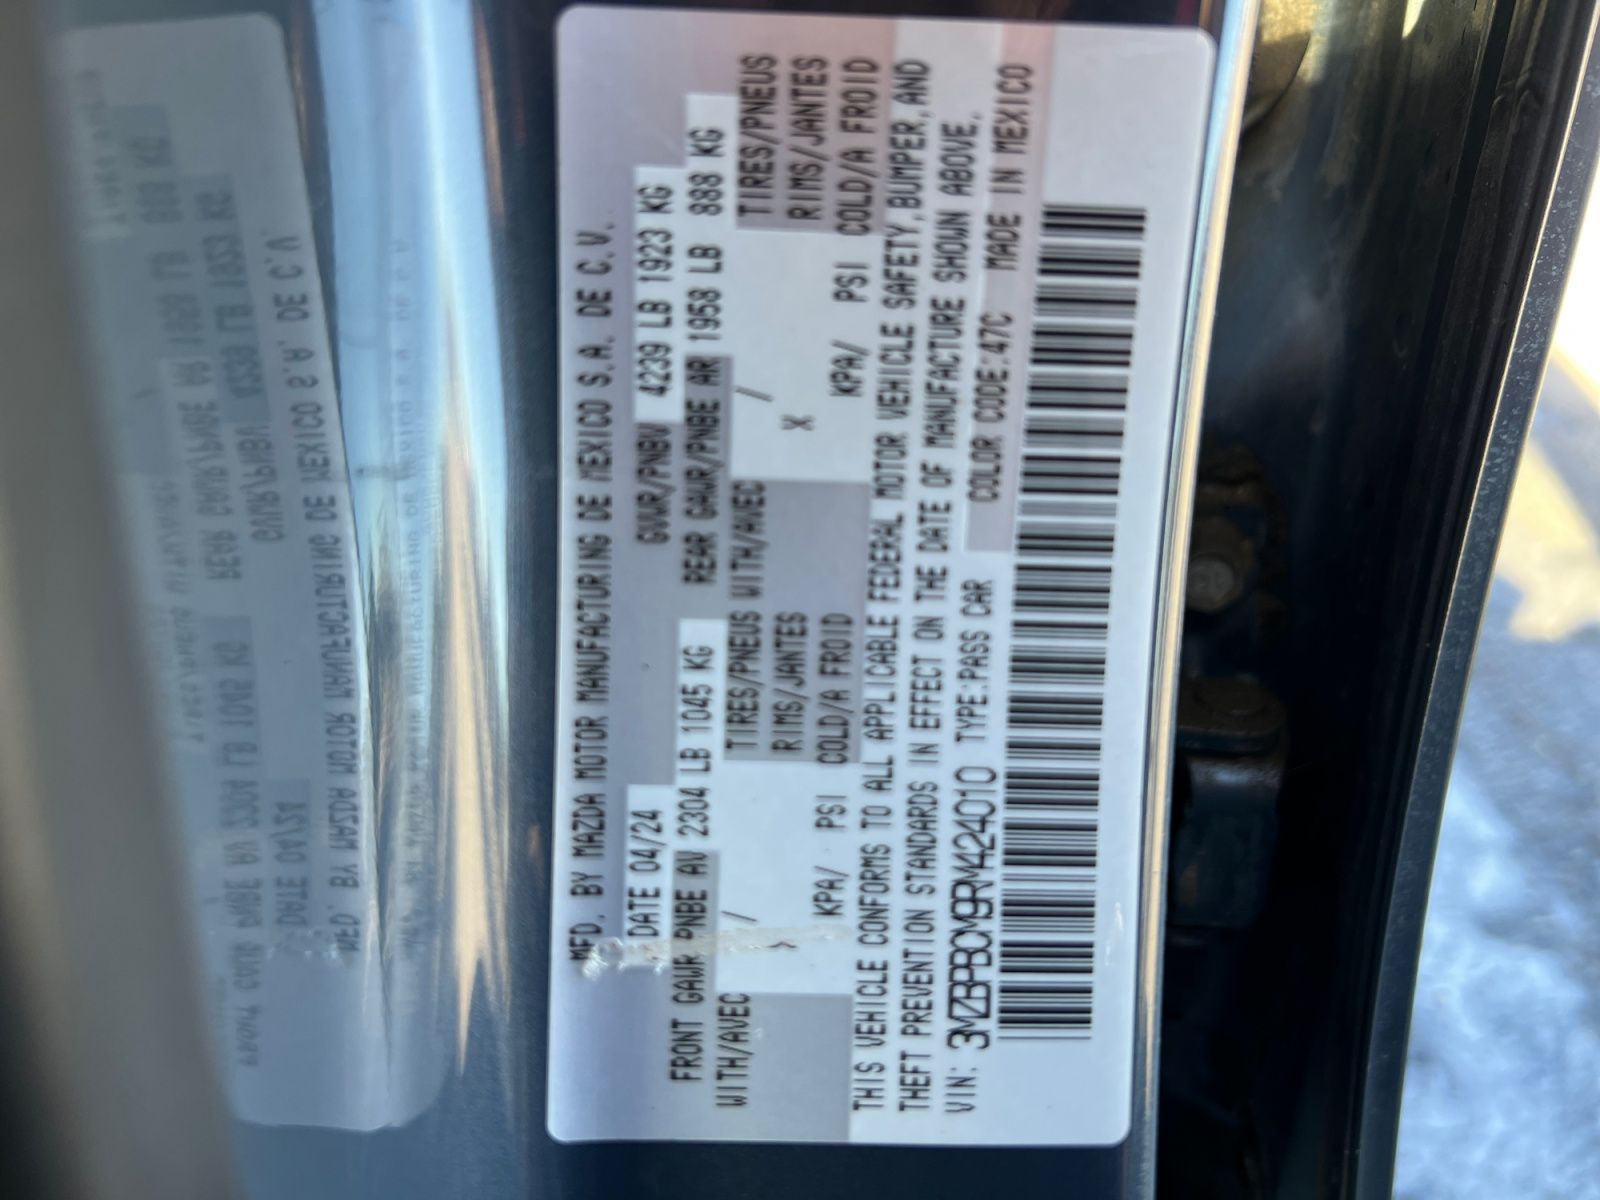 MFD. BY MAZDA MOTOR MANUFACTURING DE MEXICO S.A. DE C.V.
DATE 04/24 GVWR/PNBV 4239 LB 1923 KG
FRONT GAWR PNBE AV 2304 LB 1045 KG REAR GAWR/PNBE AR 1958 LB 888 KG
WITH/AVEC / TIRES/PNEUS WITH/AVEC / TIRES/PNEUS
RIMS/JANTES X RIMS/JANTES
KPA/ PSI COLD/A FROID KPA/ PSI COLD/A FROID
THIS VEHICLE CONFORMS TO ALL APPLICABLE FEDERAL MOTOR VEHICLE SAFETY, BUMPER, AND
THEFT PREVENTION STANDARDS IN EFFECT ON THE DATE OF MANUFACTURE SHOWN ABOVE.
VIN: 3MZBPBCM9RM424010 TYPE:PASS CAR COLOR CODE:47C MADE IN MEXICO